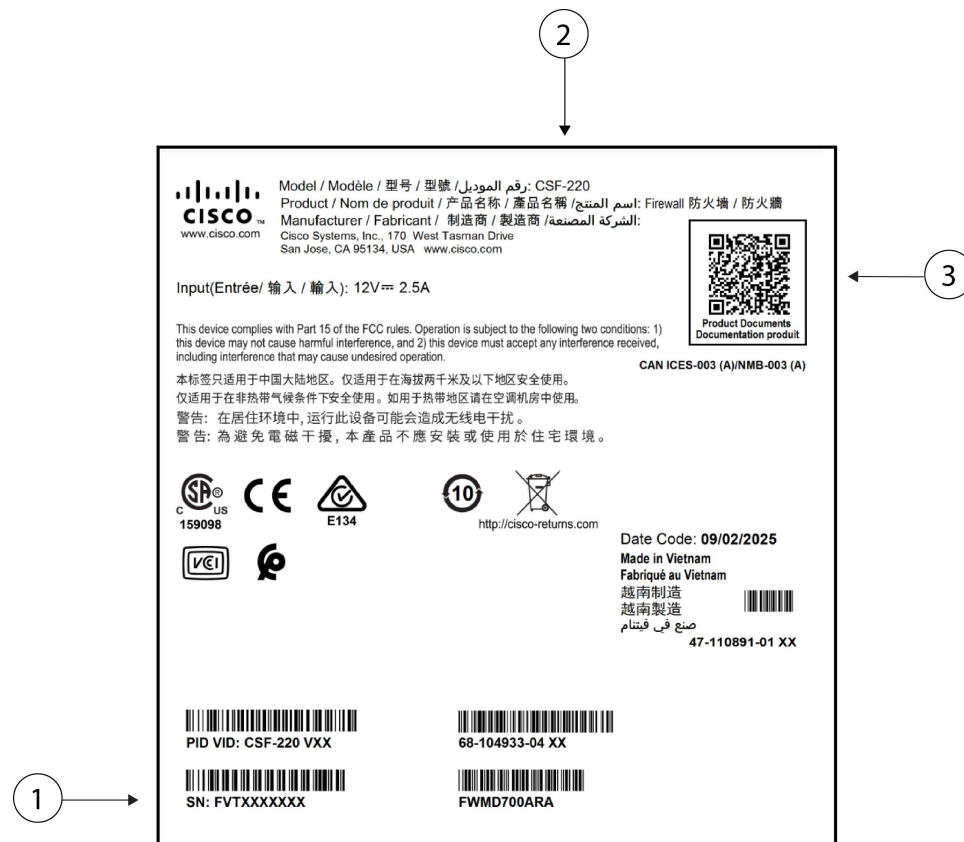 2
CISCO TM
www.cisco.com
Model / Modèle / 型号 / 型號 /رقم الموديل: CSF-220
Product / Nom de produit / 产品名称 / 產品名稱 /اسم المنتج: Firewall 防火墙 / 防火牆
Manufacturer / Fabricant / 制造商 / 製造商 /الشركة المصنعة:
Cisco Systems, Inc., 170 West Tasman Drive
San Jose, CA 95134, USA www.cisco.com
3
Product Documents
Documentation produit
Input(Entrée/ 输入 / 輸入): 12V⎓ 2.5A
This device complies with Part 15 of the FCC rules. Operation is subject to the following two conditions: 1)
this device may not cause harmful interference, and 2) this device must accept any interference received,
including interference that may cause undesired operation.
CAN ICES-003 (A)/NMB-003 (A)
本标签只适用于中国大陆地区。仅适用于在海拔两千米及以下地区安全使用。
仅适用于在非热带气候条件下安全使用。如用于热带地区请在空调机房中使用。
警告: 在居住环境中, 运行此设备可能会造成无线电干扰。
警告: 為避免電磁干擾, 本產品不應安裝或使用於住宅環境。
SA ®
C US
159098
CE
E134
10
http://cisco-returns.com
VCI
Date Code: 09/02/2025
Made in Vietnam
Fabriqué au Vietnam
越南制造
越南製造
صنع في فيتنام
47-110891-01 XX
PID VID: CSF-220 VXX
68-104933-04 XX
1
SN: FVTXXXXXXX
FWMD700ARA